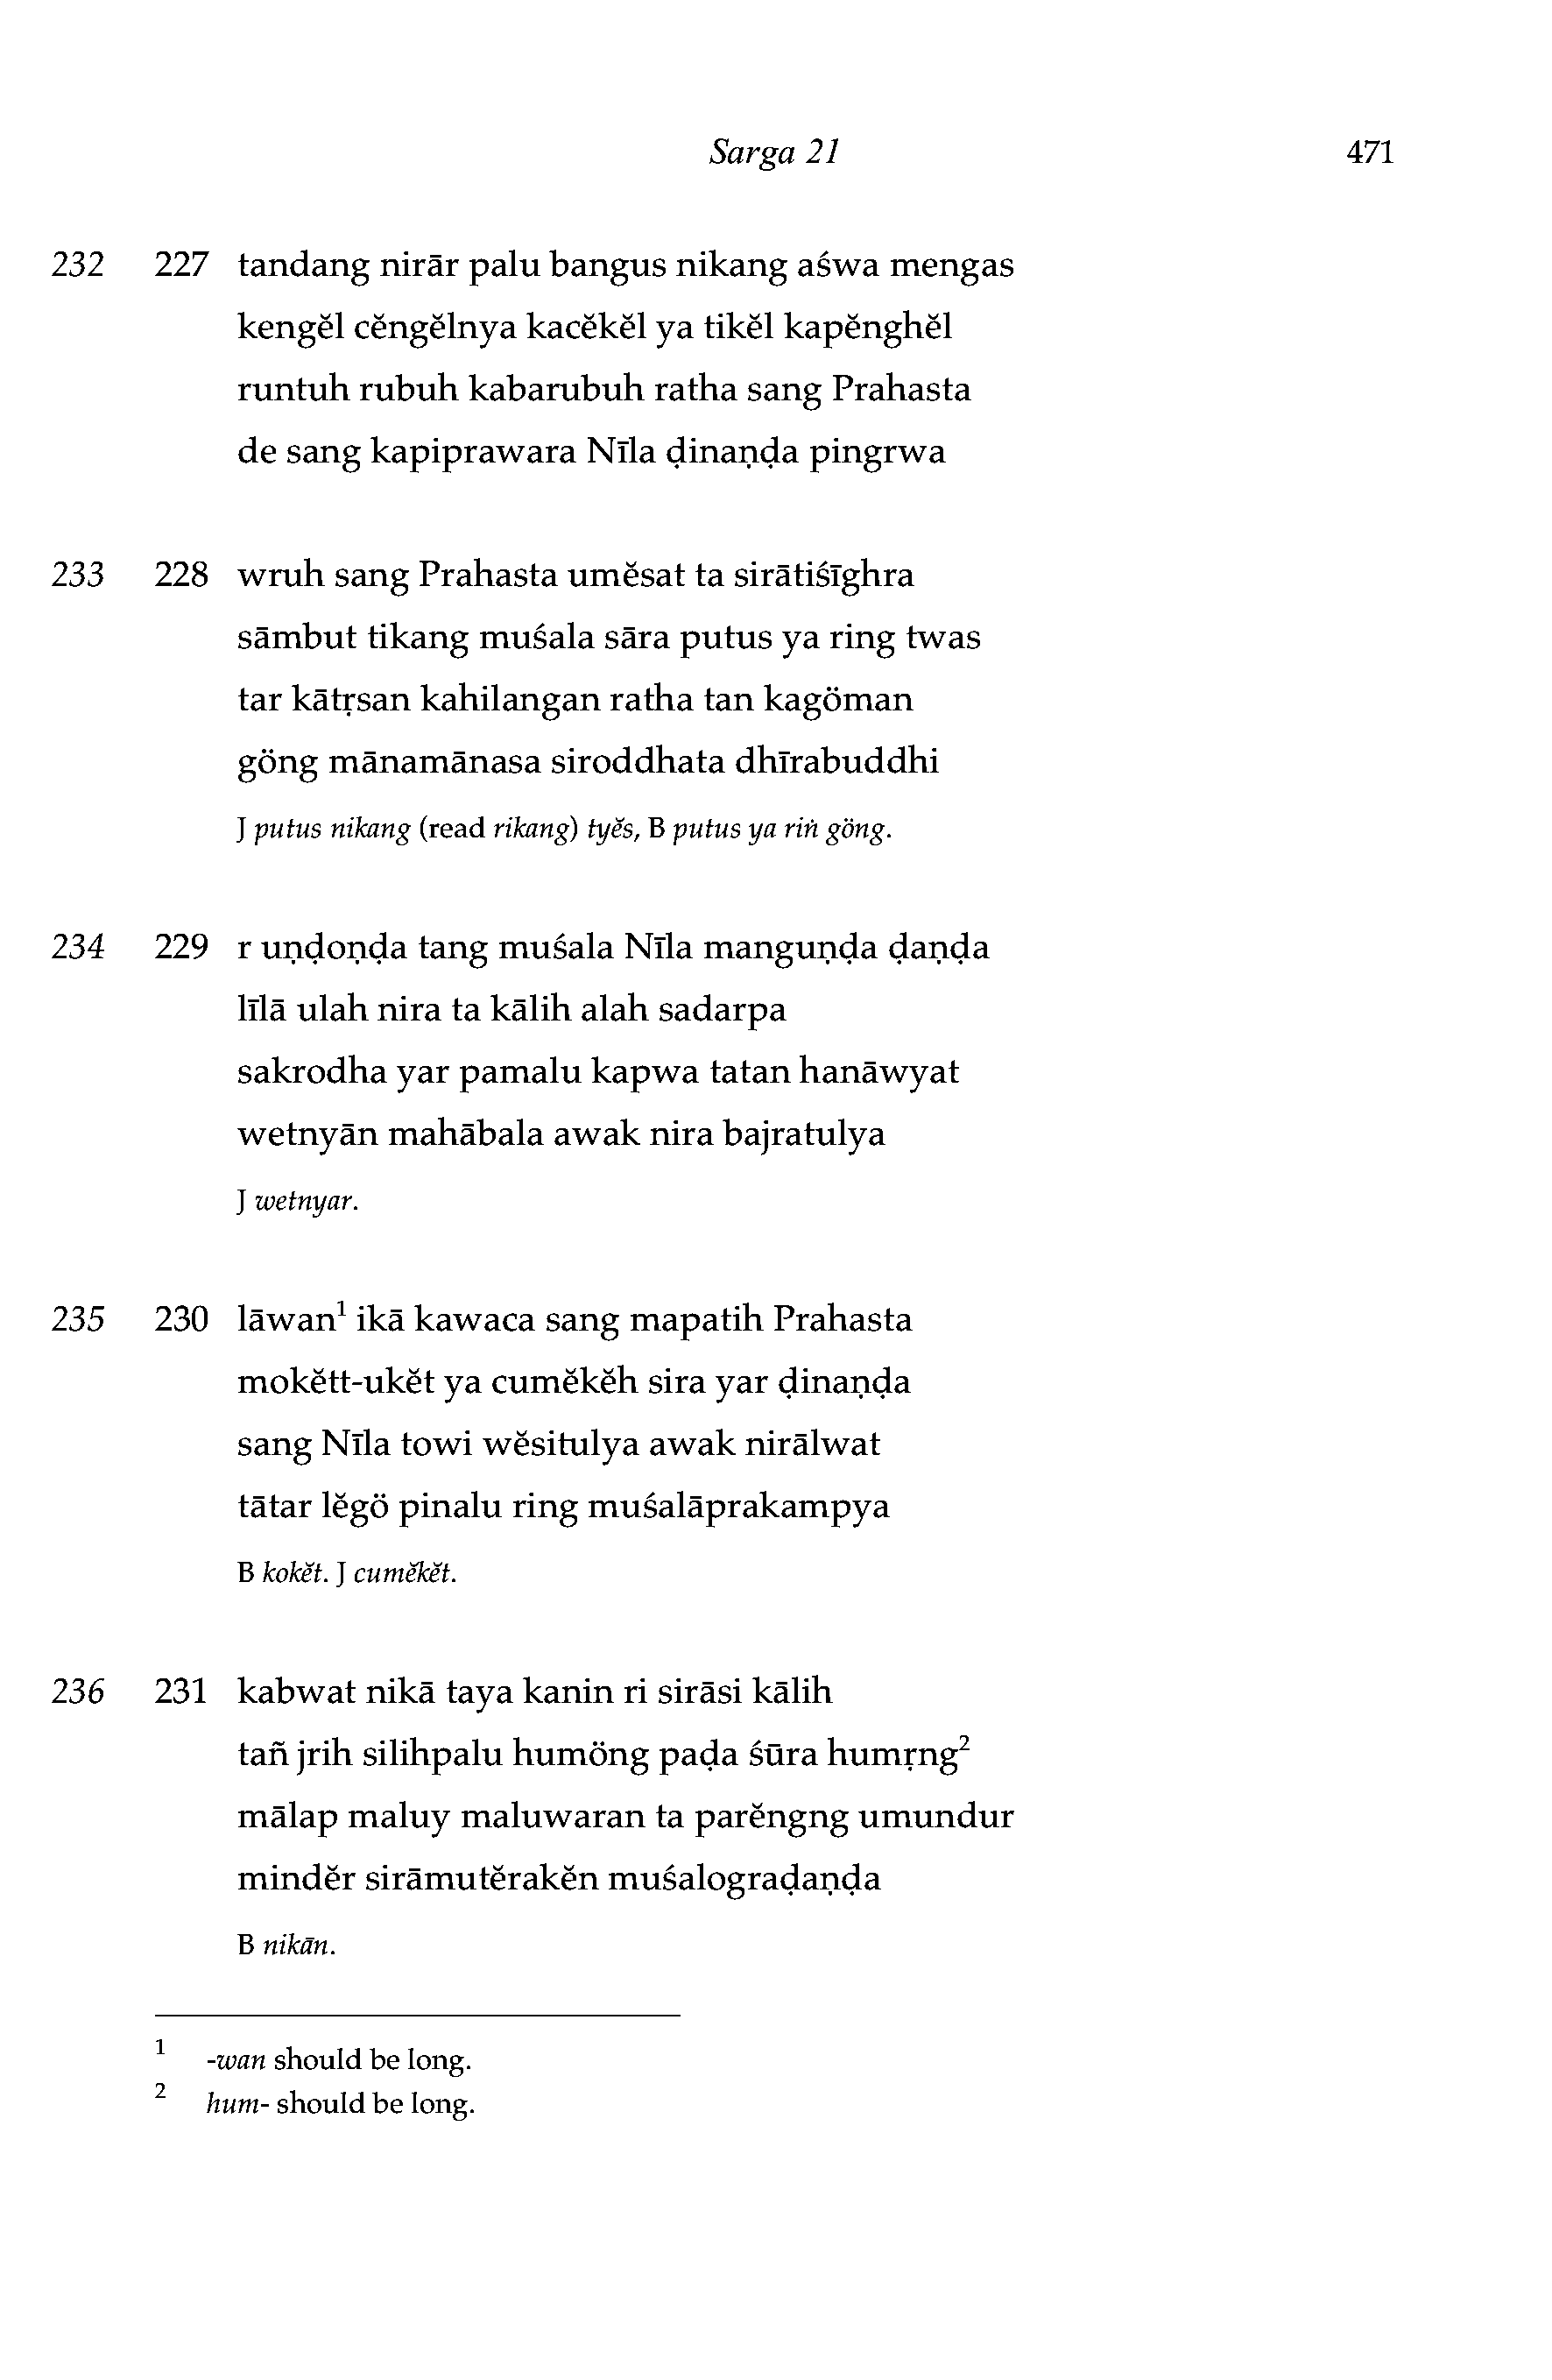 Sarga 21 471
232 227 tandang nirār palu bangus nikang aśwa mengas
kengĕl cĕngĕlnya kacĕkĕl ya tikĕl kapĕnghĕl
runtuh rubuh kabarubuh ratha sang Prahasta
de sang kapiprawara Nīla ḍinaṇḍa pingrwa
233 228 wruh sang Prahasta umĕsat ta sirātiśīghra
sāmbut tikang muśala sāra putus ya ring twas
tar kātṛsan kahilangan ratha tan kagöman
göng mānamānasa siroddhata dhīrabuddhi
J putus nikang (read rikang) tyĕs, B putus ya riṅ göng.
234 229 r uṇḍoṇḍa tang muśala Nīla manguṇḍa ḍaṇḍa
līlā ulah nira ta kālih alah sadarpa
sakrodha yar pamalu kapwa tatan hanāwyat
wetnyān mahābala awak nira bajratulya
J wetnyar.
235 230 lāwan¹ ikā kawaca sang mapatih Prahasta
mokĕtt-ukĕt ya cumĕkĕh sira yar ḍinaṇḍa
sang Nīla towi wĕsitulya awak nirālwat
tātar lĕgö pinalu ring muśalāprakampya
B kokĕt. J cumĕkĕt.
236 231 kabwat nikā taya kanin ri sirāsi kālih
tañ jrih silihpalu humöng paḍa śūra humṛng²
mālap maluy maluwaran ta parĕngng umundur
mindĕr sirāmutĕrakĕn muśalograḍaṇḍa
B nikān.
1 -wan should be long.
2 hum- should be long.